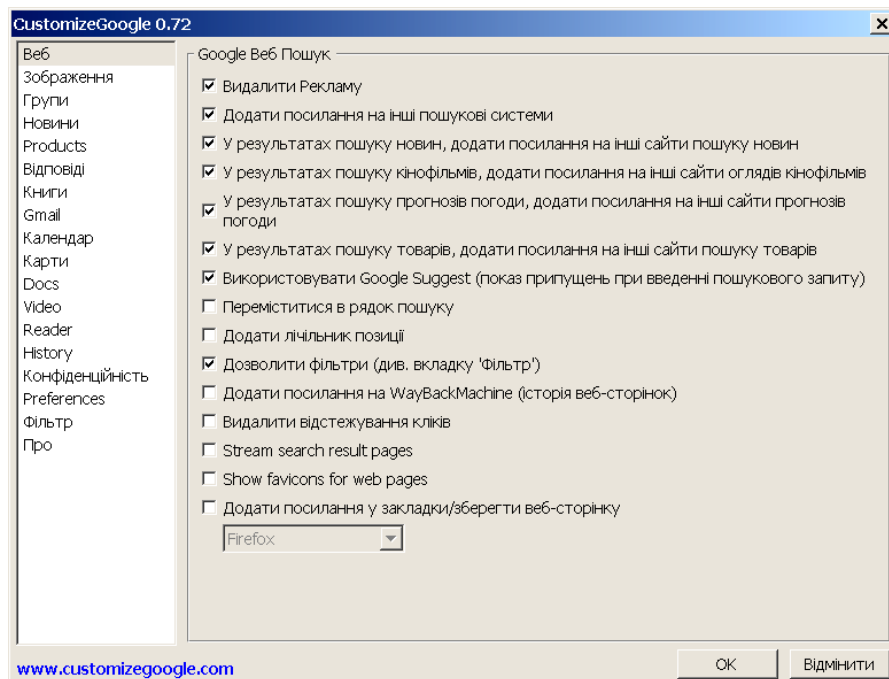 CustomizeGoogle 0.72
Веб
Зображення
Групи
Новини
Products
Відповіді
Книги
Gmail
Календар
Карти
Docs
Video
Reader
History
Конфіденційність
Preferences
Фільтр
Про
Google Веб Пошук
Видалити Рекламу
Додати посилання на інші пошукові системи
У результатах пошуку новин, додати посилання на інші сайти пошуку новин
У результатах пошуку кінофільмів, додати посилання на інші сайти оглядів кінофільмів
У результатах пошуку прогнозів погоди, додати посилання на інші сайти прогнозів
погоди
У результатах пошуку товарів, додати посилання на інші сайти пошуку товарів
Використовувати Google Suggest (показ припущень при введенні пошукового запиту)
Переміститися в рядок пошуку
Додати лічільник позиції
Дозволити фільтри (див. вкладку 'Фільтр')
Додати посилання на WayBackMachine (історія веб-сторінок)
Видалити відстежування кліків
Stream search result pages
Show favicons for web pages
Додати посилання у закладки/зберегти веб-сторінку
Firefox
www.customizegoogle.com
OK
Відмінити